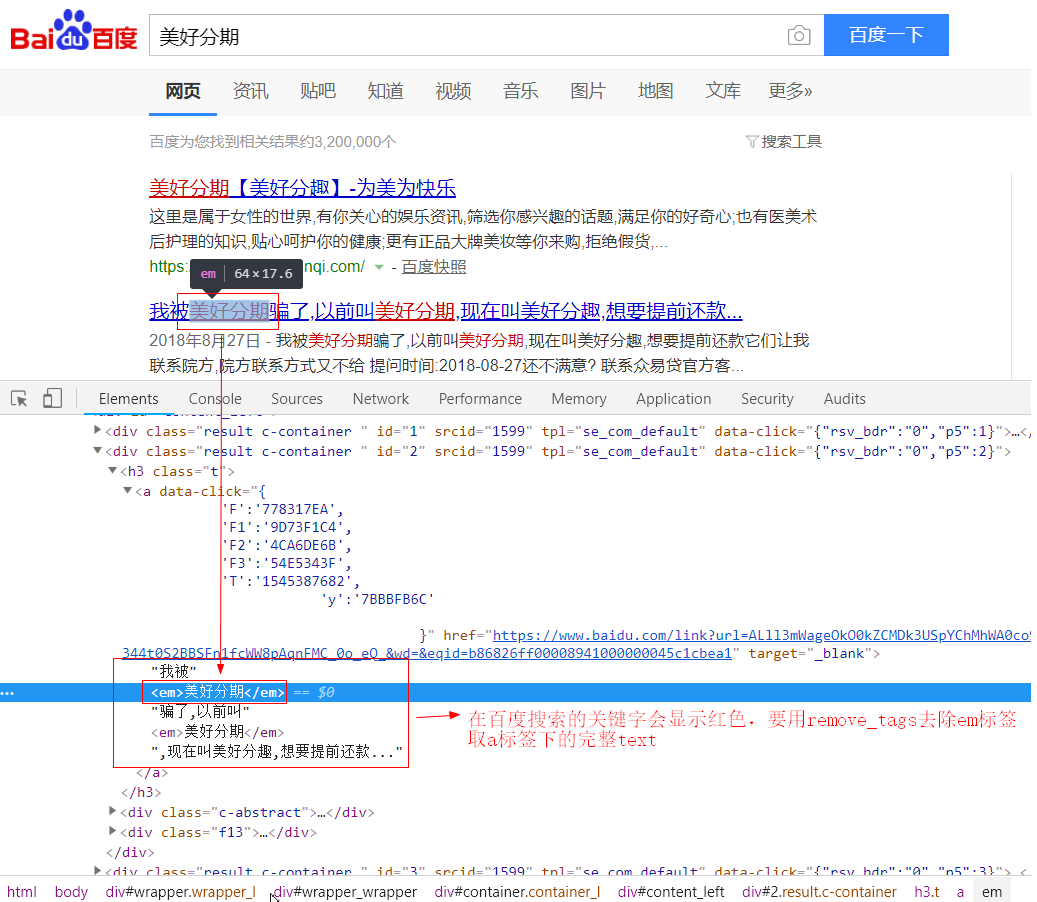 Bai du 百度
美好分期
百度一下
网页 资讯 贴吧 知道 视频 音乐 图片 地图 文库 更多»
百度为您找到相关结果约3,200,000个 搜索工具
美好分期【美好分趣】-为美为快乐
这里是属于女性的世界,有你关心的娱乐资讯,筛选你感兴趣的话题,满足你的好奇心;也有医美术
后护理的知识,贴心呵护你的健康;更有正品大牌美妆等你来购,拒绝假货,...
https: nqi.com/ - 百度快照
em 64×17.6
我被美好分期骗了,以前叫美好分期,现在叫美好分趣,想要提前还款...
2018年8月27日 - 我被美好分期骗了,以前叫美好分期,现在叫美好分趣,想要提前还款它们让我
联系院方,院方联系方式又不给 提问时间:2018-08-27还不满意? 联系众易贷官方客...
Elements Console Sources Network Performance Memory Application Security Audits
<div class="result c-container " id="1" srcid="1599" tpl="se_com_default" data-click="{"rsv_bdr":"0","p5":1}">…</
<div class="result c-container " id="2" srcid="1599" tpl="se_com_default" data-click="{"rsv_bdr":"0","p5":2}">
<h3 class="t">
<a data-click="{
'F':'778317EA',
'F1':'9D73F1C4',
'F2':'4CA6DE6B',
'F3':'54E5343F',
'T':'1545387682',
'y':'7BBBFB6C'
}" href="https://www.baidu.com/link?url=ALll3mWageOkO0kZCMDk3USpYChMhWA0co9
344t0S2BBSFn1fcWW8pAqnFMC_0o_eQ_&wd=&eqid=b86826ff00008941000000045c1cbea1" target="_blank">
"我被"
<em>美好分期</em> == $0
"骗了,以前叫"
<em>美好分期</em>
",现在叫美好分趣,想要提前还款..."
</a>
</h3>
<div class="c-abstract">…</div>
<div class="f13">…</div>
</div>
<div class="result c-container " id="3" srcid="1599" tpl="se_com_default" data-click="{"rsv_bdr":"0","p5":3}">…</
在百度搜索的关键字会显示红色．要用remove_tags去除em标签
取a标签下的完整text
html body div#wrapper.wrapper_l div#wrapper_wrapper div#container.container_l div#content_left div#2.result.c-container h3.t a em